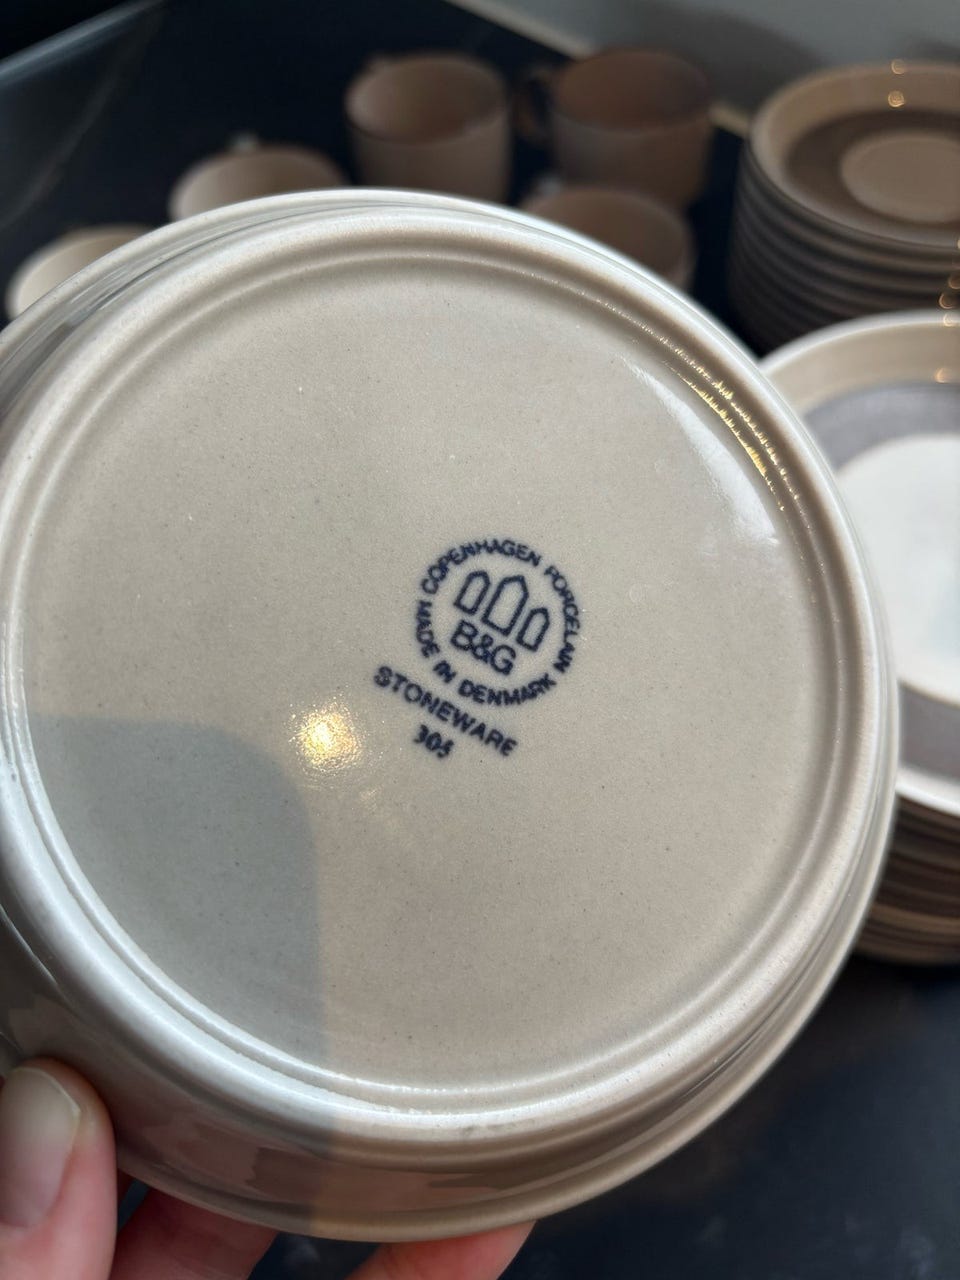 COPENHAGEN PORCELAIN
B&G
MADE IN DENMARK
STONEWARE
305